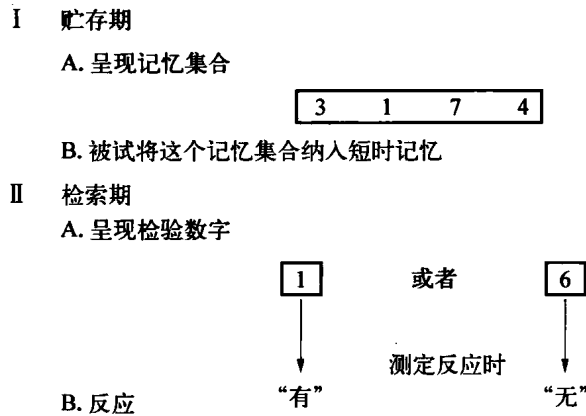 Ⅰ 贮存期
A. 呈现记忆集合
3 1 7 4
B. 被试将这个记忆集合纳入短时记忆
Ⅱ 检索期
A. 呈现检验数字
1 或者 6
测定反应时
B. 反应 “有” “无”